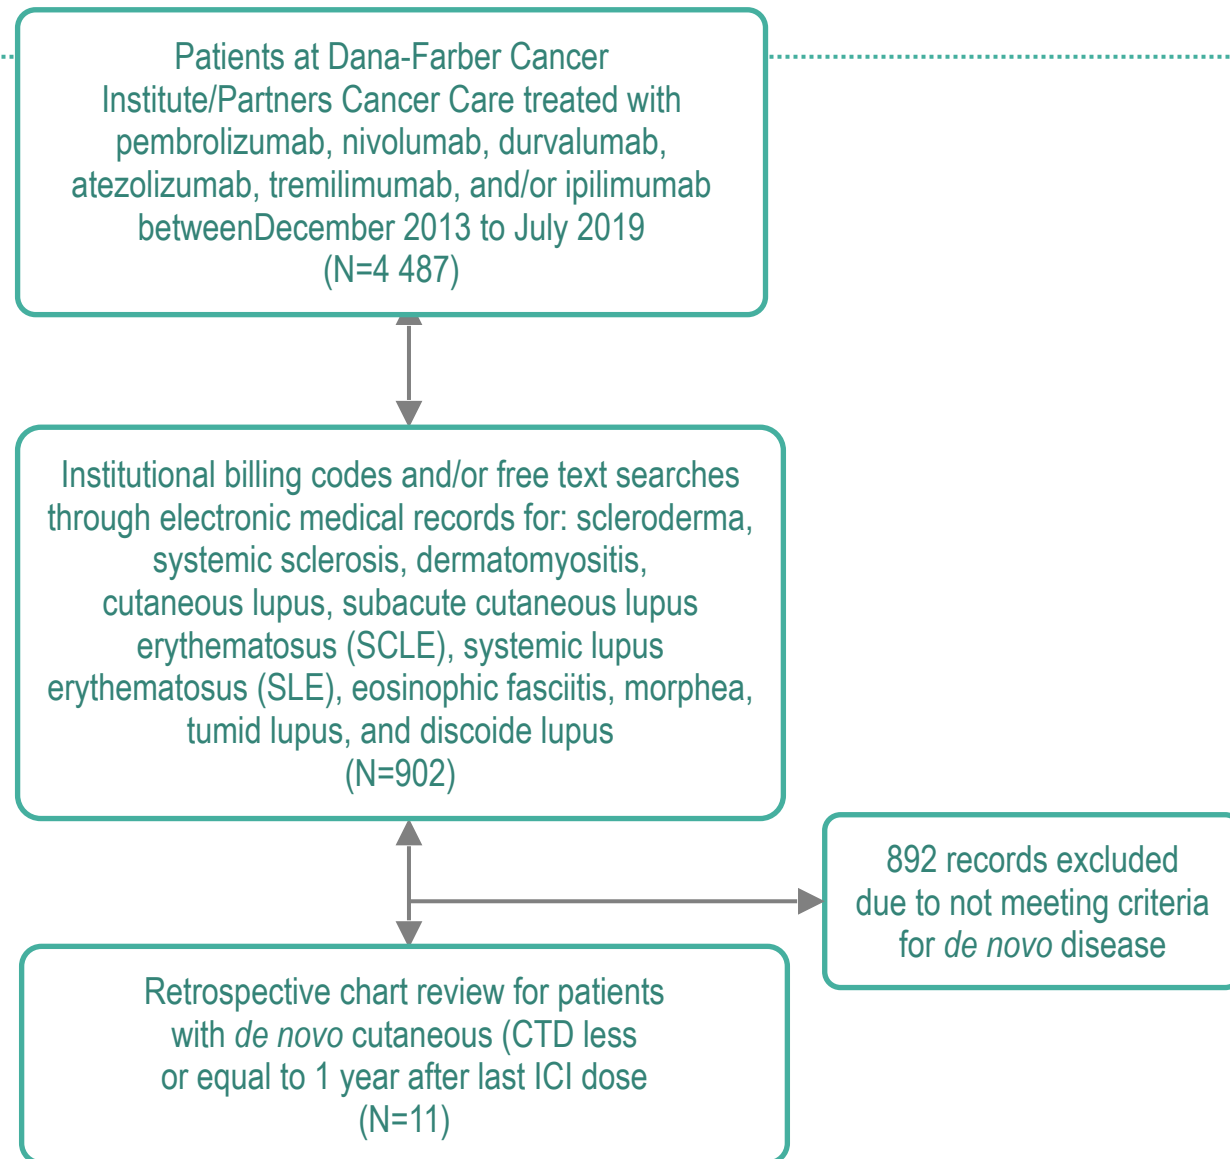 Patients at Dana-Farber Cancer
Institute/Partners Cancer Care treated with
pembrolizumab, nivolumab, durvalumab,
atezolizumab, tremilimumab, and/or ipilimumab
betweenDecember 2013 to July 2019
(N=4 487)
Institutional billing codes and/or free text searches
through electronic medical records for: scleroderma,
systemic sclerosis, dermatomyositis,
cutaneous lupus, subacute cutaneous lupus
erythematosus (SCLE), systemic lupus
erythematosus (SLE), eosinophic fasciitis, morphea,
tumid lupus, and discoide lupus
(N=902)
892 records excluded
due to not meeting criteria
for de novo disease
Retrospective chart review for patients
with de novo cutaneous (CTD less
or equal to 1 year after last ICI dose
(N=11)